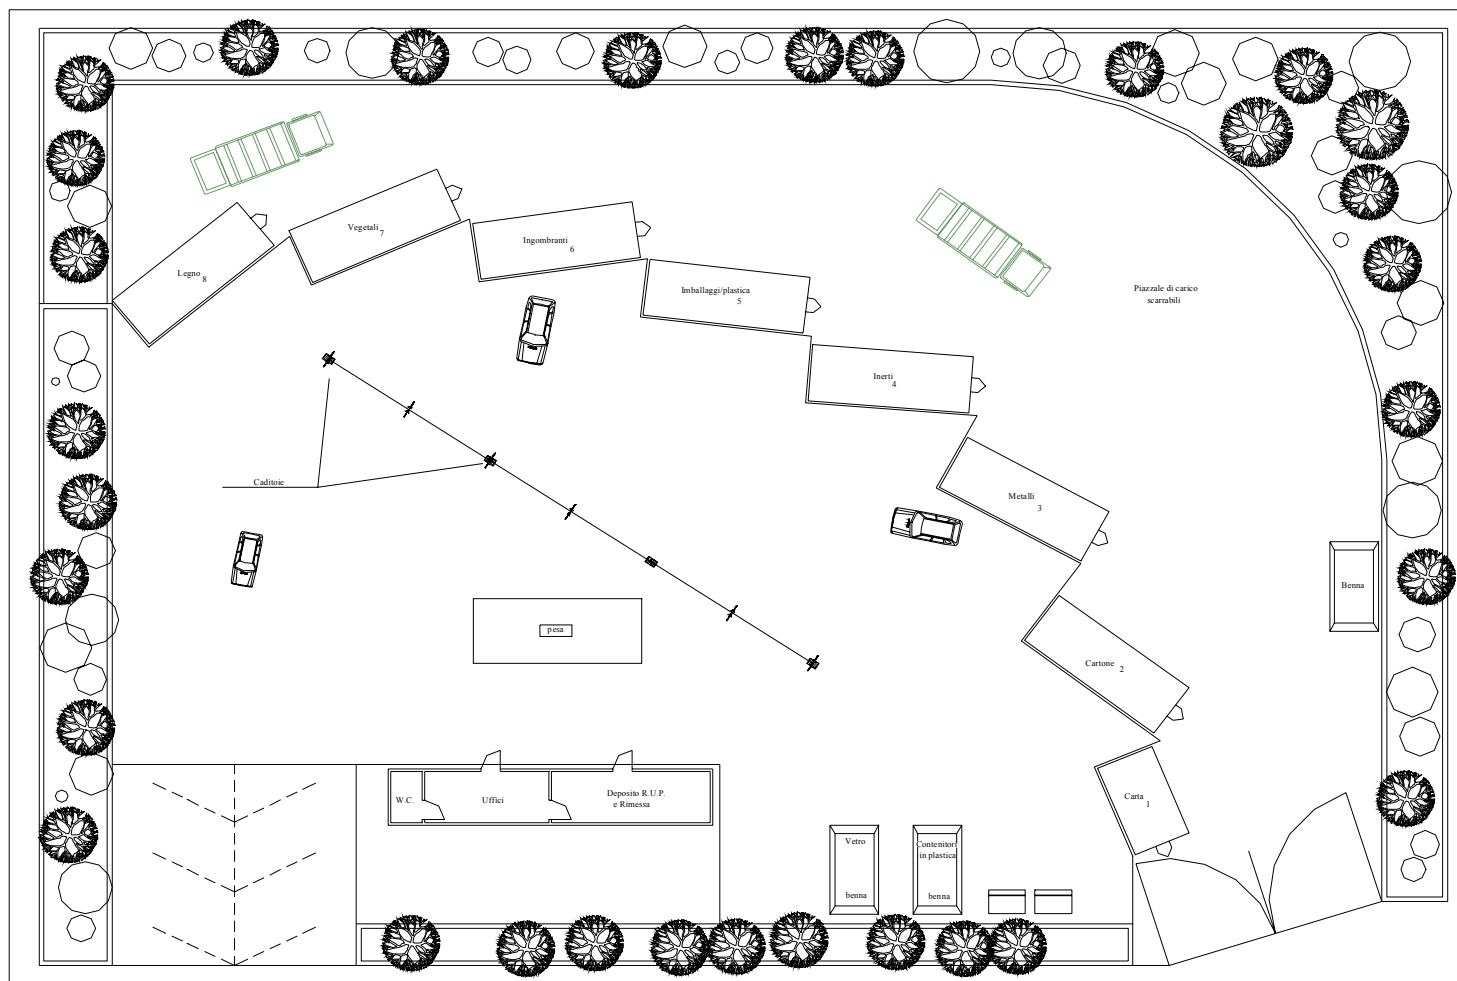 Vegetali
7
Ingombranti
6
Legno
8
Imballaggi/plastica
5
Piazzale di carico
scarrabili
Inerti
4
Caditoie
Metalli
3
Benna
pesa
Cartone
2
W.C.
Uffici
Deposito R.U.P.
e Rimessa
Carta
1
Vetro
benna
Contenitori
in plastica
benna